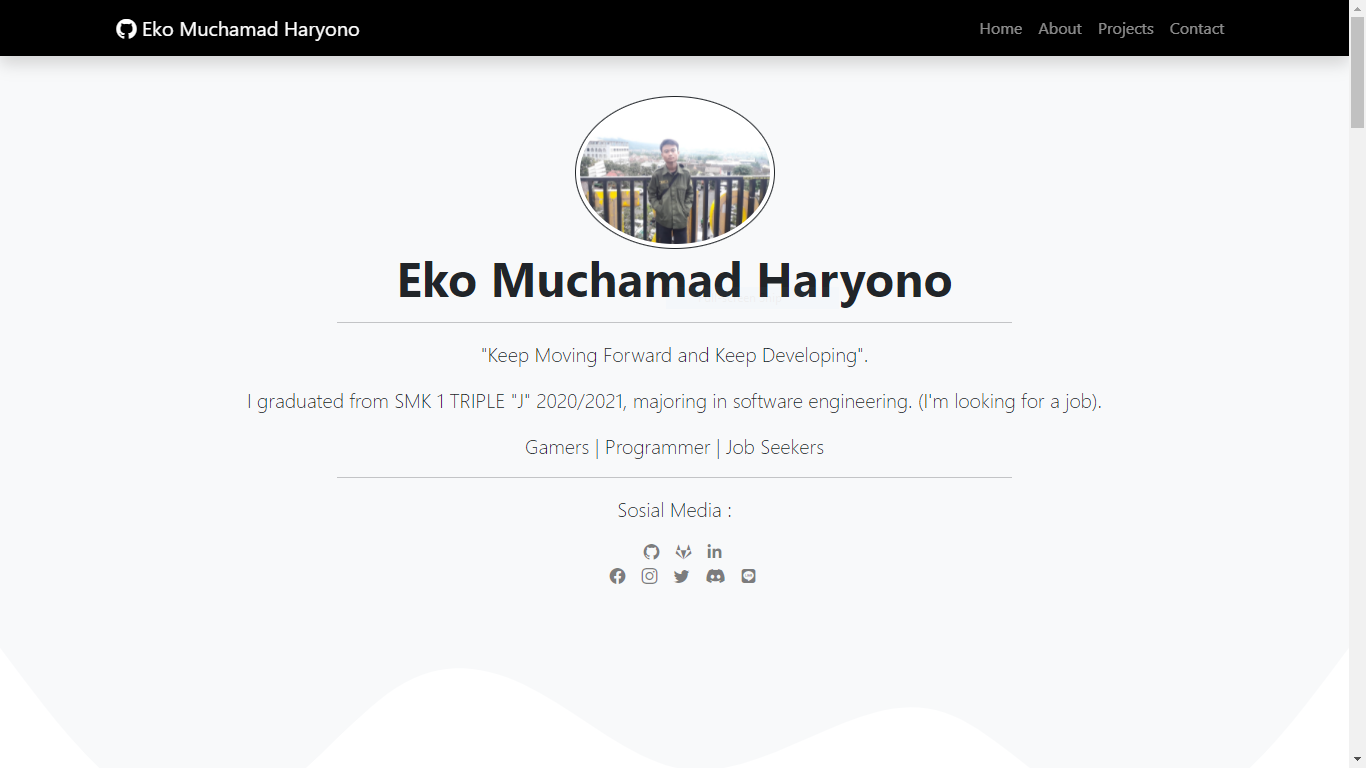 Eko Muchamad Haryono
Home About Projects Contact
Eko Muchamad Haryono
"Keep Moving Forward and Keep Developing".
I graduated from SMK 1 TRIPLE "J" 2020/2021, majoring in software engineering. (I'm looking for a job).
Gamers | Programmer | Job Seekers
Sosial Media :